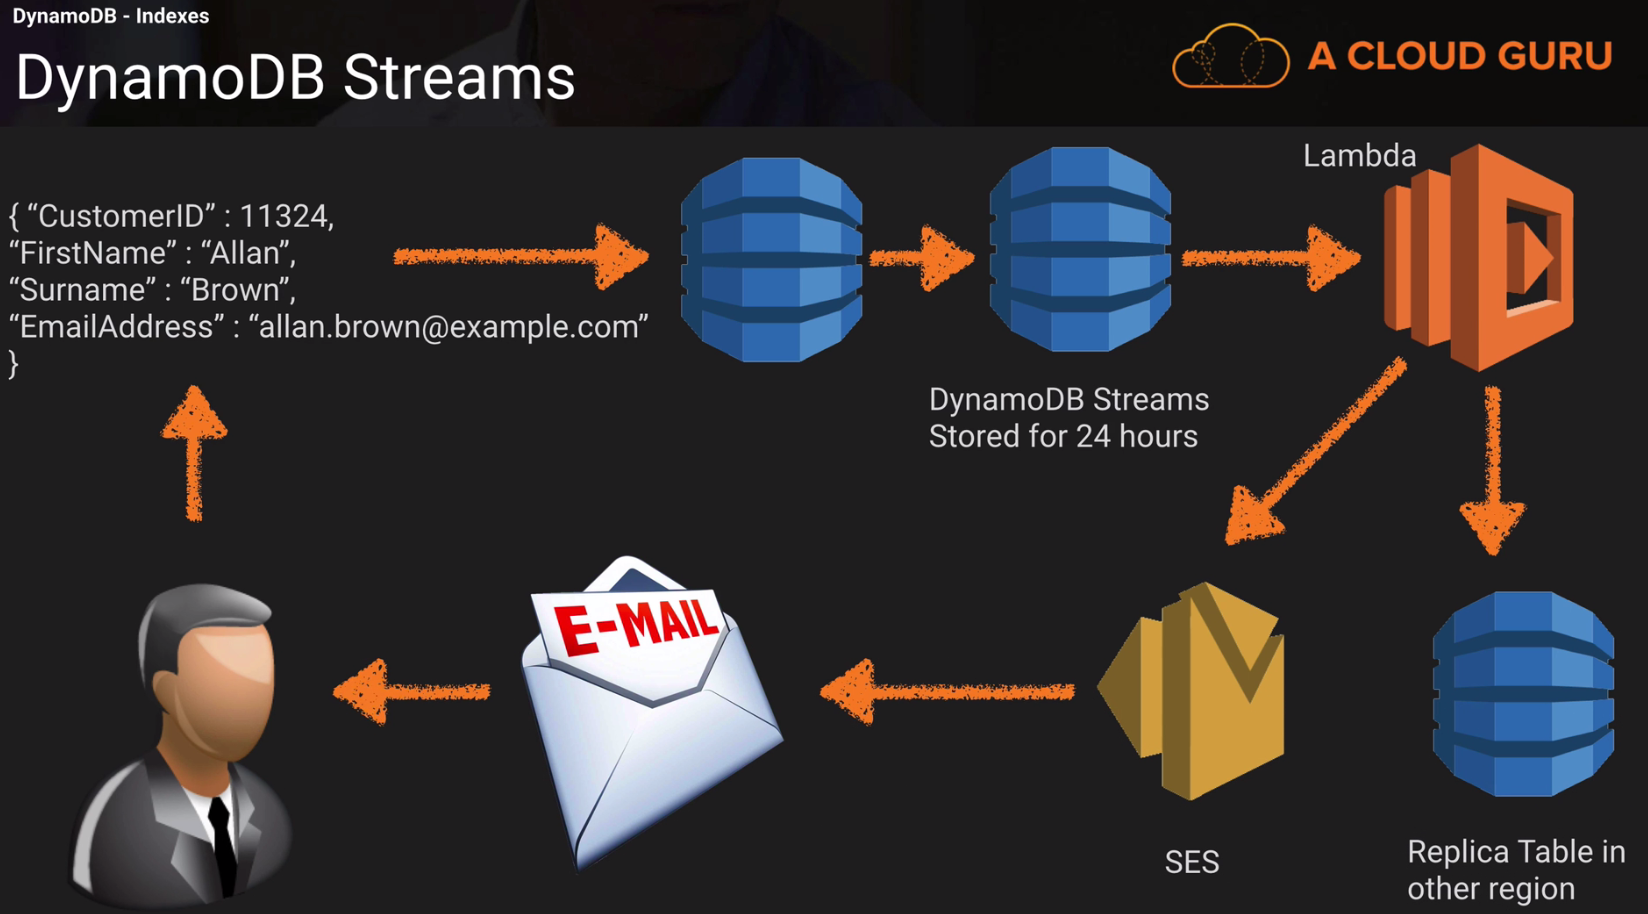 DynamoDB - Indexes
DynamoDB Streams
A CLOUD GURU
Lambda
{ “CustomerID” : 11324,
“FirstName” : “Allan”,
“Surname” : “Brown”,
“EmailAddress” : “allan.brown@example.com”
}
DynamoDB Streams
Stored for 24 hours
E-MAIL
SES
Replica Table in
other region